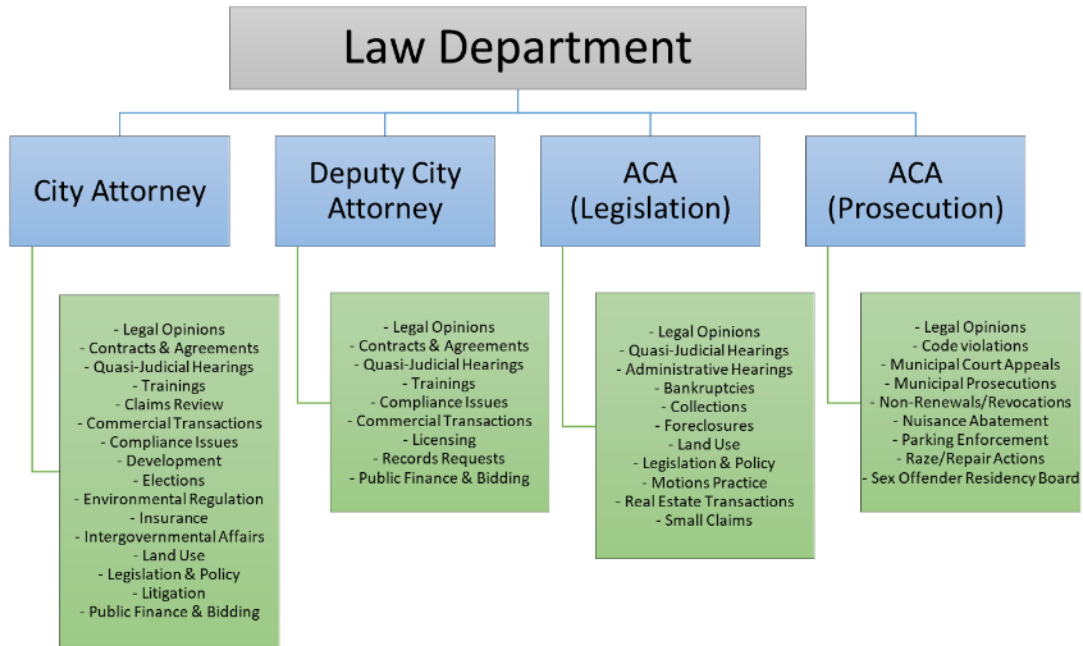 Law Department
City Attorney
Deputy City
Attorney
ACA
(Legislation)
ACA
(Prosecution)
- Legal Opinions
- Contracts & Agreements
- Quasi-Judicial Hearings
- Trainings
- Claims Review
- Commercial Transactions
- Compliance Issues
- Development
- Elections
- Environmental Regulation
- Insurance
- Intergovernmental Affairs
- Land Use
- Legislation & Policy
- Litigation
- Public Finance & Bidding
- Legal Opinions
- Contracts & Agreements
- Quasi-Judicial Hearings
- Trainings
- Compliance Issues
- Commercial Transactions
- Licensing
- Records Requests
- Public Finance & Bidding
- Legal Opinions
- Quasi-Judicial Hearings
- Administrative Hearings
- Bankruptcies
- Collections
- Foreclosures
- Land Use
- Legislation & Policy
- Motions Practice
- Real Estate Transactions
- Small Claims
- Legal Opinions
- Code violations
- Municipal Court Appeals
- Municipal Prosecutions
- Non-Renewals/Revocations
- Nuisance Abatement
- Parking Enforcement
- Raze/Repair Actions
- Sex Offender Residency Board